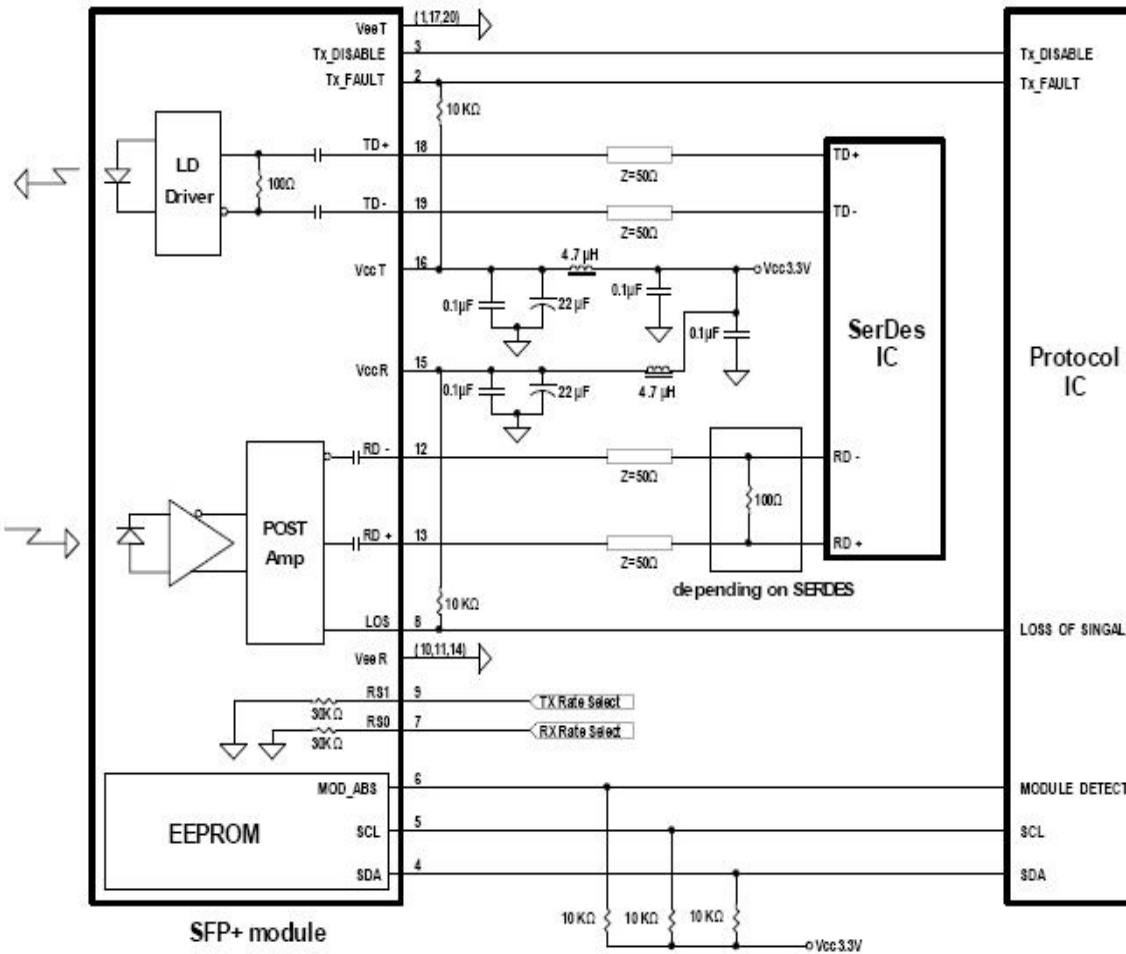 VeeT
(1,17,20)
Tx_DISABLE
3
Tx_DISABLE
Tx_FAULT
2
Tx_FAULT
10 KΩ
LD
Driver
100Ω
TD +
18
Z=50Ω
TD +
TD -
19
Z=50Ω
TD -
VccT
16
4.7 µH
Vcc3.3V
0.1µF
22 µF
0.1µF
0.1µF
SerDes
IC
Protocol
IC
VccR
15
0.1µF
22 µF
4.7 µH
RD -
12
Z=50Ω
RD -
100Ω
POST
Amp
RD +
13
Z=50Ω
RD +
depending on SERDES
10 KΩ
LOS
8
LOSS OF SINGAL
VeeR
(10,11,14)
RS1
9
TX Rate Select
30KΩ
RS0
7
RX Rate Select
30KΩ
MOD_ABS
6
MODULE DETECT
EEPROM
SCL
5
SCL
SDA
4
SDA
10 KΩ
10 KΩ
10 KΩ
Vcc3.3V
SFP+ module